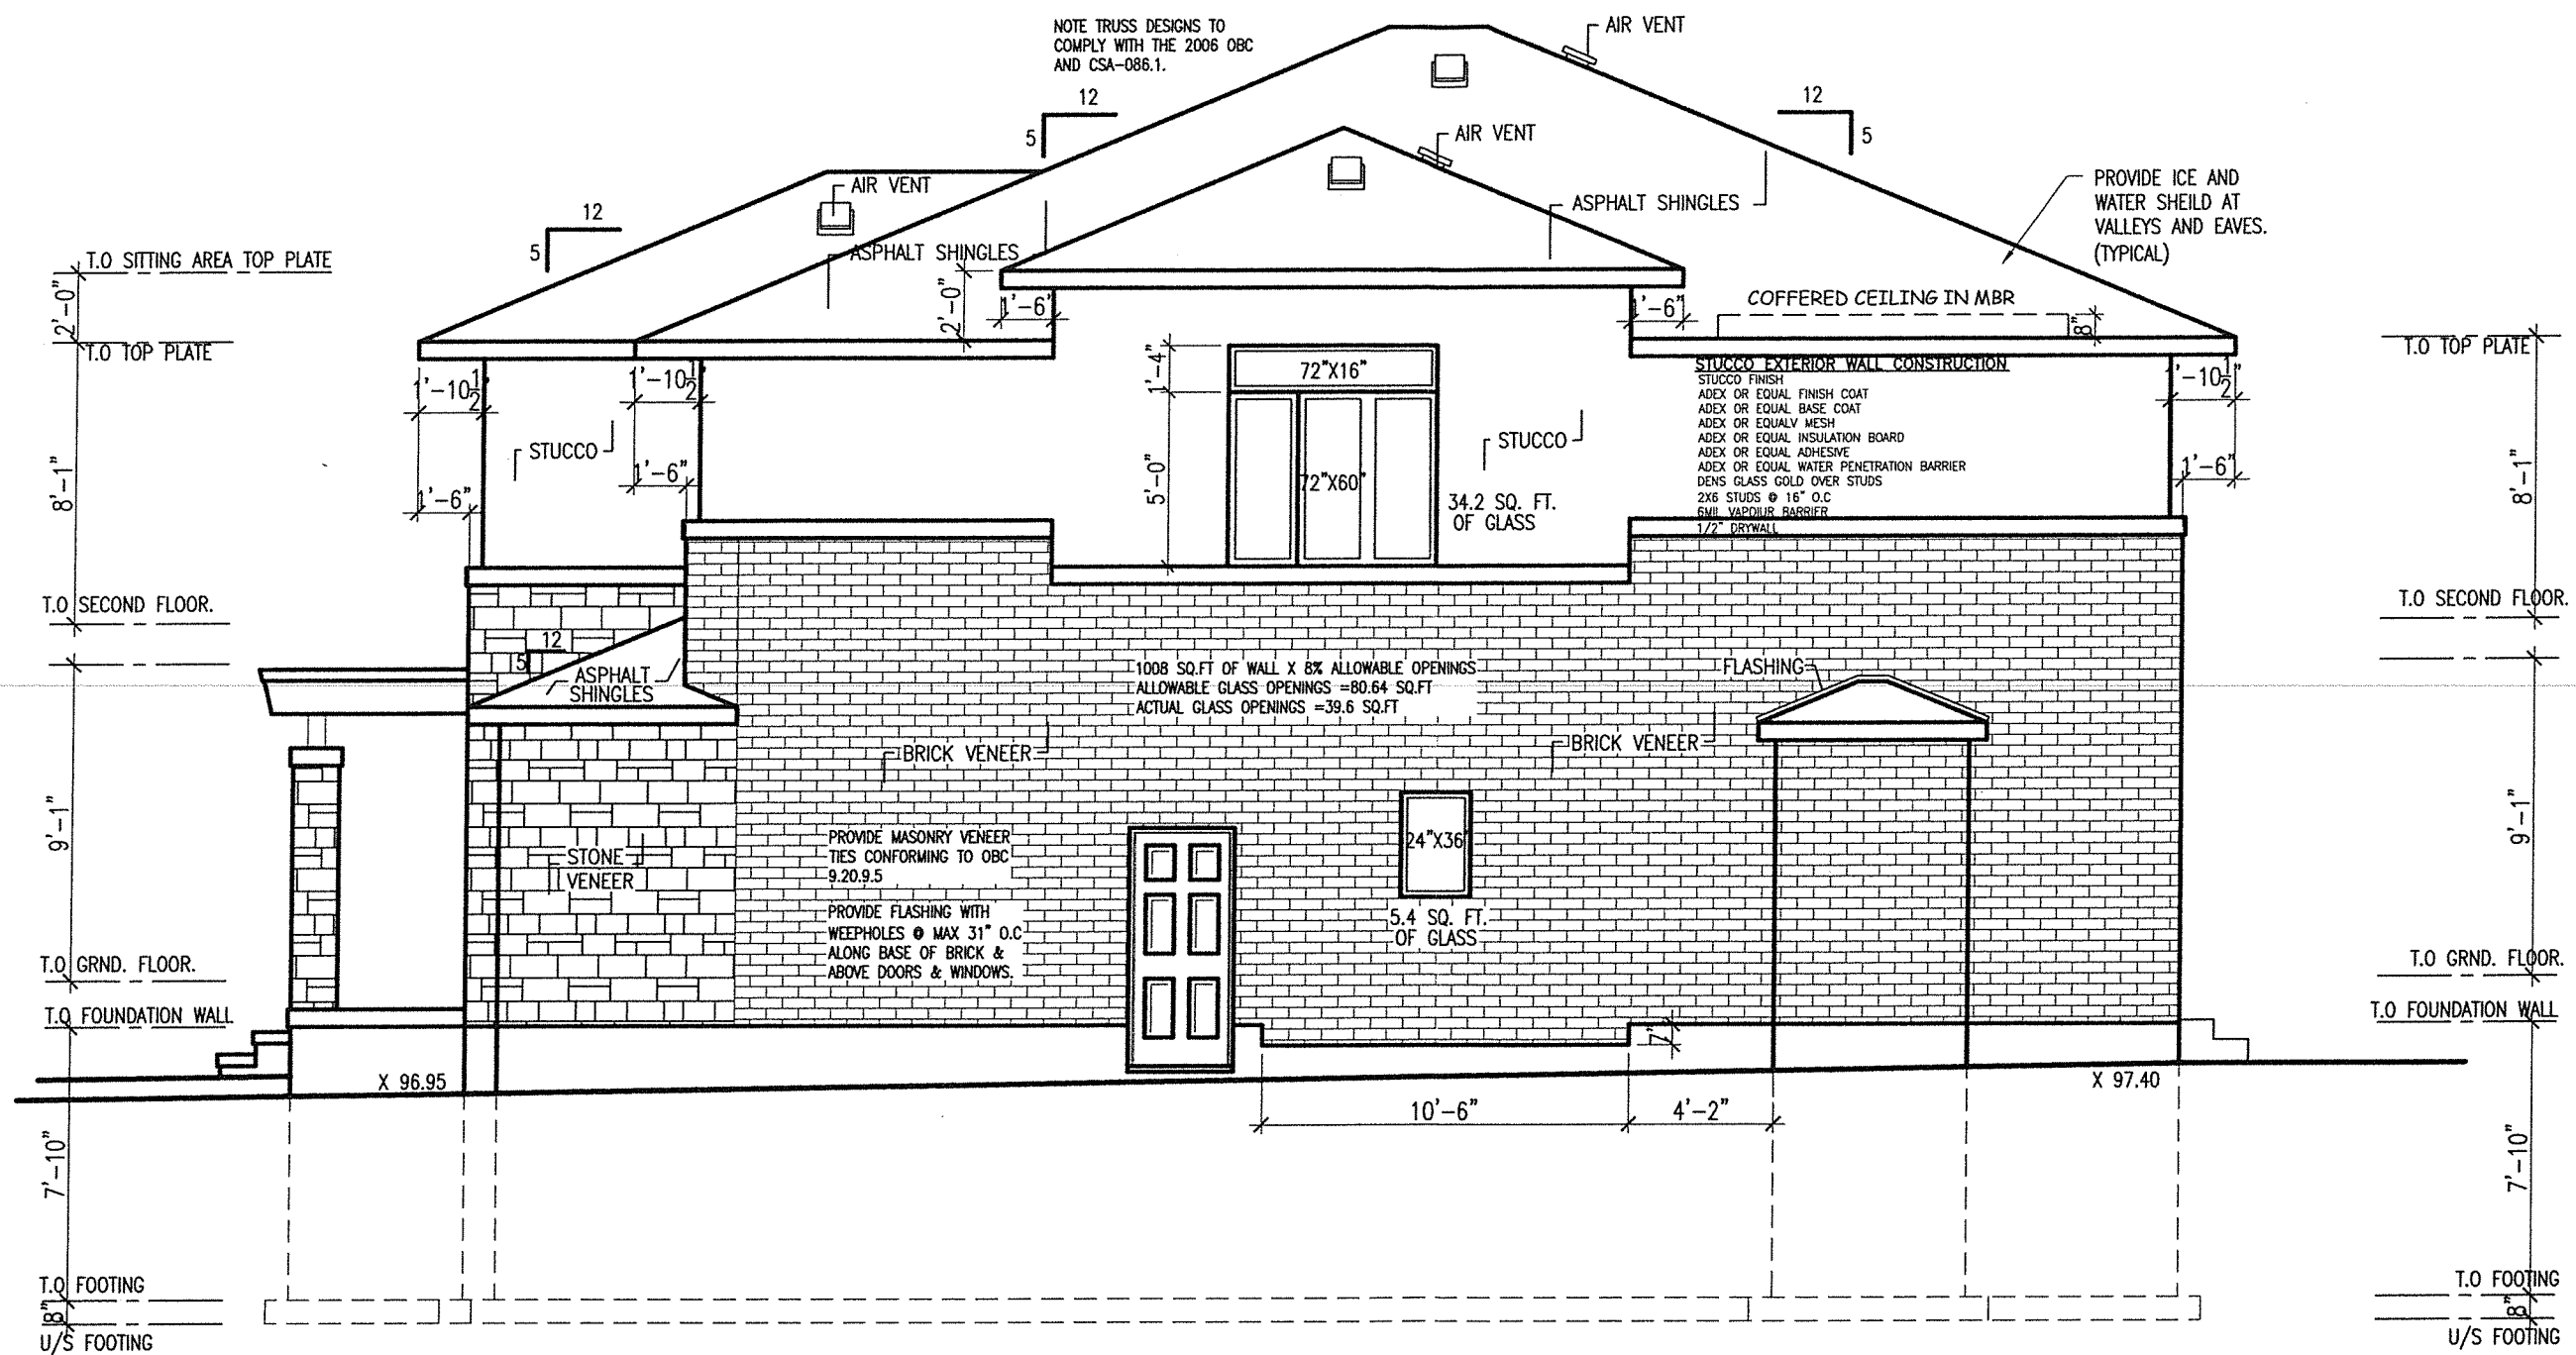 NOTE TRUSS DESIGNS TO
COMPLY WITH THE 2006 OBC
AND CSA-086.1.
AIR VENT
12
5
12
5
AIR VENT
AIR VENT
12
5
ASPHALT SHINGLES
ASPHALT SHINGLES
PROVIDE ICE AND
WATER SHEILD AT
VALLEYS AND EAVES.
(TYPICAL)
T.O SITTING AREA TOP PLATE
2'-0"
T.O TOP PLATE
2'-0"
1'-6'
1'-6"
COFFERED CEILING IN MBR
8"
T.O TOP PLATE
1'-10 1/2"
1'-10 1/2
1'-4"
72"X16"
STUCCO EXTERIOR WALL CONSTRUCTION
STUCCO FINISH
ADEX OR EQUAL FINISH COAT
ADEX OR EQUAL BASE COAT
ADEX OR EQUALV MESH
ADEX OR EQUAL INSULATION BOARD
ADEX OR EQUAL ADHESIVE
ADEX OR EQUAL WATER PENETRATION BARRIER
DENS GLASS GOLD OVER STUDS
2X6 STUDS @ 16" O.C
6MIL VAPOIUR BARRIER
1/2" DRYWALL
'-10 1/2"
STUCCO
1'-6"
1'-6"
8'-1"
5'-0"
72"X60"
STUCCO
34.2 SQ. FT.
OF GLASS
1'-6"
8'-1"
T.O SECOND FLOOR.
T.O SECOND FLOOR.
12
5
ASPHALT
SHINGLES
1008 SQ.FT OF WALL X 8% ALLOWABLE OPENINGS
ALLOWABLE GLASS OPENINGS =80.64 SQ.FT
ACTUAL GLASS OPENINGS =39.6 SQ.FT
FLASHING
BRICK VENEER
BRICK VENEER
9'-1"
STONE
VENEER
PROVIDE MASONRY VENEER
TIES CONFORMING TO OBC
9.20.9.5
PROVIDE FLASHING WITH
WEEPHOLES @ MAX 31" O.C
ALONG BASE OF BRICK &
ABOVE DOORS & WINDOWS.
24"X36
5.4 SQ. FT.
OF GLASS
9'-1"
T.O GRND. FLOOR.
T.O GRND. FLOOR.
T.O FOUNDATION WALL
T.O FOUNDATION WALL
7"
X 96.95
X 97.40
10'-6"
4'-2"
7'-10"
7'-10"
T.O FOOTING
T.O FOOTING
8"
8"
U/S FOOTING
U/S FOOTING